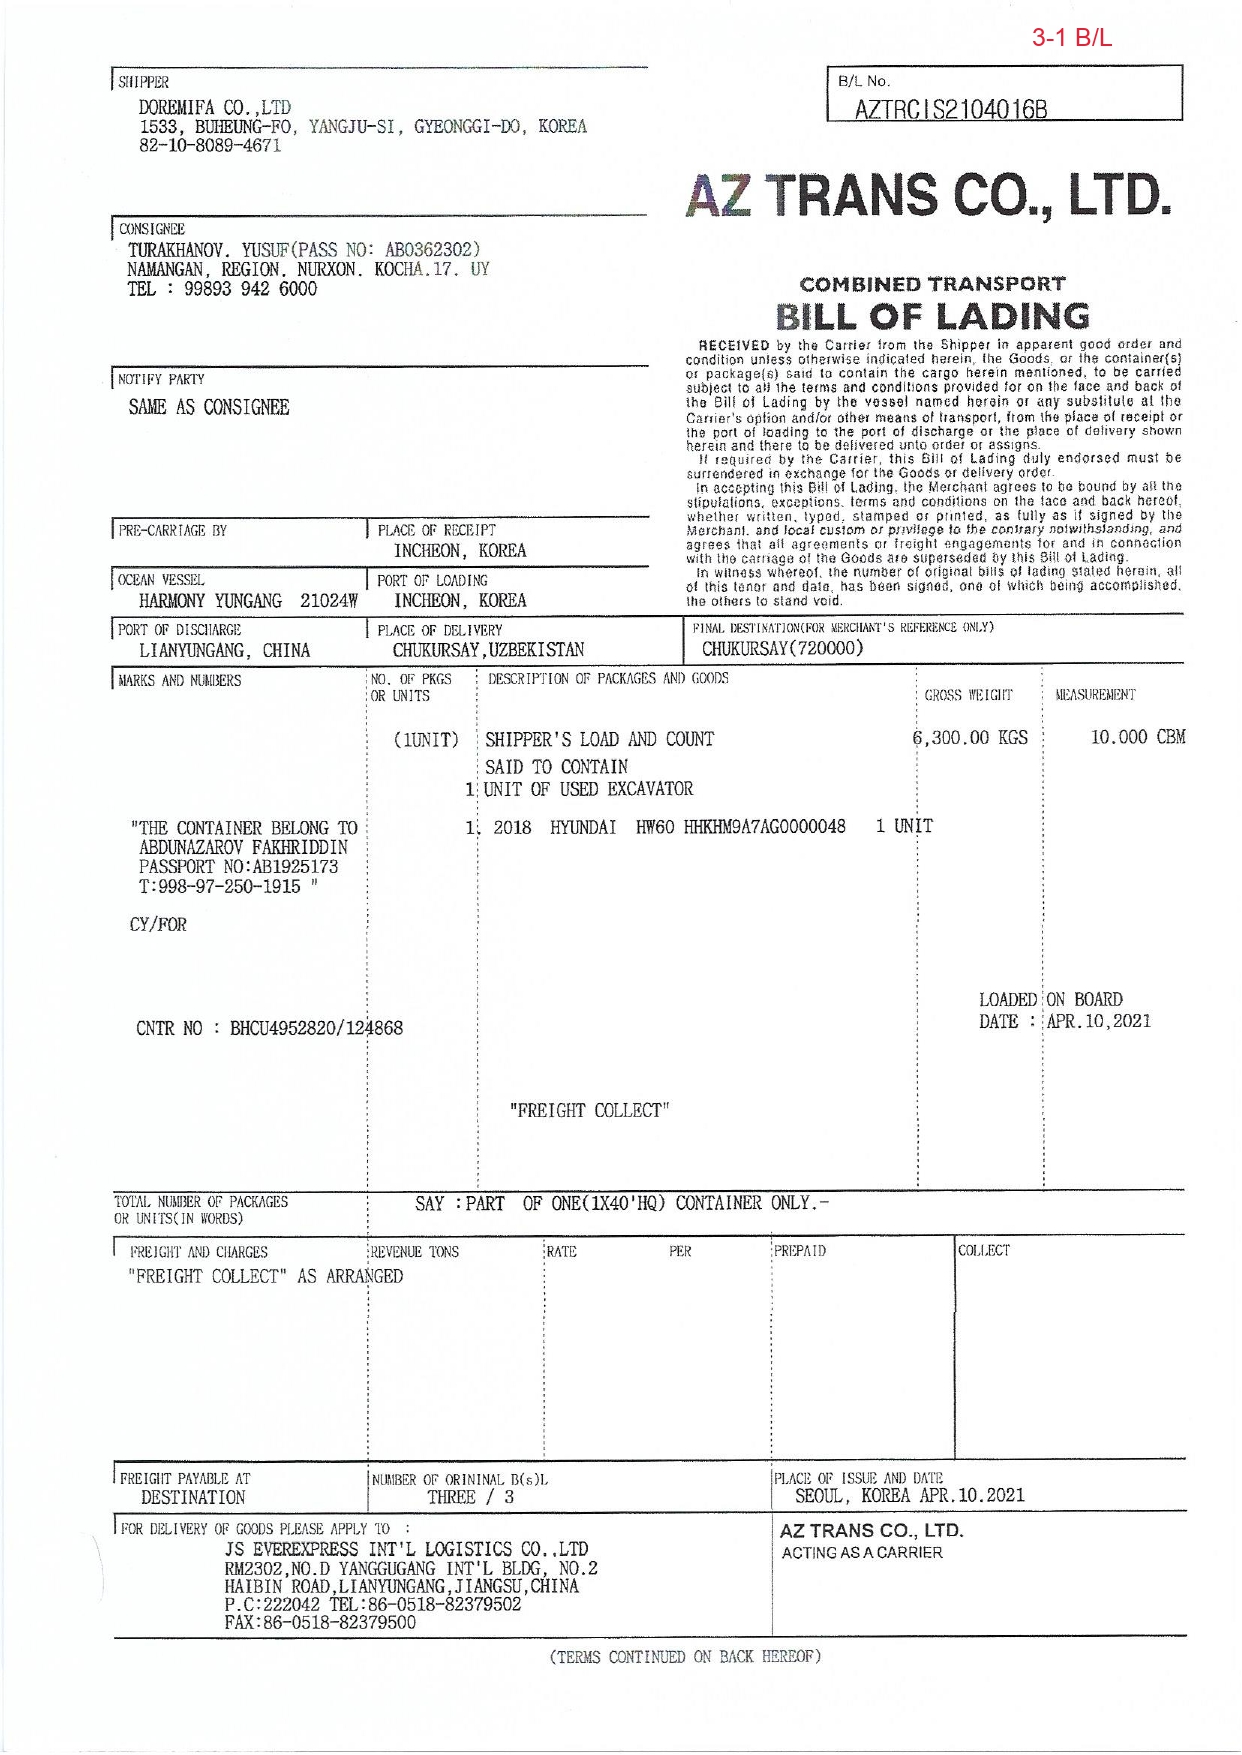 3-1 B/L
SHIPPER
DOREMIFA CO.,LTD
1533, BUHEUNG-FO, YANGJU-SI, GYEONGGI-DO, KOREA
82-10-8089-4671
B/L No.
AZTRCIS2104016B
AZ TRANS CO., LTD.
CONSIGNEE
TURAKHANOV. YUSUF(PASS NO: AB0362302)
NAMANGAN, REGION. NURXON. KOCHA.17. UY
TEL : 99893 942 6000
COMBINED TRANSPORT
BILL OF LADING
RECEIVED by the Carrier from the Shipper in apparent good order and
condition unless otherwise indicated herein, the Goods, or the container(s)
or package(s) said to contain the cargo herein mentioned, to be carried
subject to all the terms and conditions provided for on the face and back of
the Bill of Lading by the vessel named herein or any substitute at the
Carrier's option and/or other means of transport, from the place of receipt or
the port of loading to the port of discharge or the place of delivery shown
herein and there to be delivered unto order or assigns.
If required by the Carrier, this Bill of Lading duly endorsed must be
surrendered in exchange for the Goods or delivery order.
In accepting this Bill of Lading, the Merchant agrees to be bound by all the
stipulations, exceptions, terms and conditions on the face and back hereof,
whether written, typed, stamped or printed, as fully as if signed by the
Merchant, and local custom or privilege to the contrary notwithstanding, and
agrees that all agreements or freight engagements for and in connection
with the carriage of the Goods are superseded by this Bill of Lading.
In witness whereof, the number of original bills of lading stated herein, all
of this tenor and date, has been signed, one of which being accomplished,
the others to stand void.
NOTIFY PARTY
SAME AS CONSIGNEE
PRE-CARRIAGE BY
PLACE OF RECEIPT
INCHEON, KOREA
OCEAN VESSEL
HARMONY YUNGANG 21024W
PORT OF LOADING
INCHEON, KOREA
PORT OF DISCHARGE
LIANYUNGANG, CHINA
PLACE OF DELIVERY
CHUKURSAY,UZBEKISTAN
FINAL DESTINATION(FOR MERCHANT'S REFERENCE ONLY)
CHUKURSAY(720000)
MARKS AND NUMBERS
NO. OF PKGS
OR UNITS
DESCRIPTION OF PACKAGES AND GOODS
GROSS WEIGHT
MEASUREMENT
(1UNIT) SHIPPER'S LOAD AND COUNT 6,300.00 KGS 10.000 CBM
SAID TO CONTAIN
1 UNIT OF USED EXCAVATOR
"THE CONTAINER BELONG TO
ABDUNAZAROV FAKHRIDDIN
PASSPORT NO:AB1925173
T:998-97-250-1915 "
1. 2018 HYUNDAI HW60 HHKHM9A7AG0000048 1 UNIT
CY/FOR
LOADED ON BOARD
DATE : APR.10,2021
CNTR NO : BHCU4952820/124868
"FREIGHT COLLECT"
TOTAL NUMBER OF PACKAGES
OR UNITS(IN WORDS)
SAY : PART OF ONE(1X40'HQ) CONTAINER ONLY.-
FREIGHT AND CHARGES
REVENUE TONS
RATE
PER
PREPAID
COLLECT
"FREIGHT COLLECT" AS ARRANGED
FREIGHT PAYABLE AT
DESTINATION
NUMBER OF ORININAL B(s)L
THREE / 3
PLACE OF ISSUE AND DATE
SEOUL, KOREA APR.10.2021
FOR DELIVERY OF GOODS PLEASE APPLY TO :
JS EVEREXPRESS INT'L LOGISTICS CO.,LTD
RM2302,NO.D YANGGUGANG INT'L BLDG, NO.2
HAIBIN ROAD,LIANYUNGANG,JIANGSU,CHINA
P.C:222042 TEL:86-0518-82379502
FAX:86-0518-82379500
AZ TRANS CO., LTD.
ACTING AS A CARRIER
(TERMS CONTINUED ON BACK HEREOF)